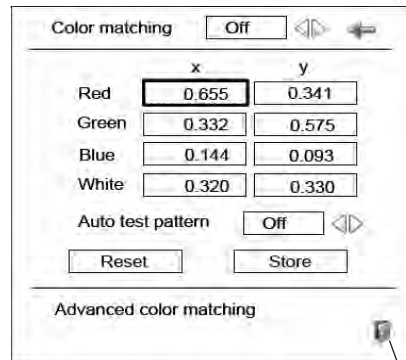 Color matching Off
x y
Red 0.655 0.341
Green 0.332 0.575
Blue 0.144 0.093
White 0.320 0.330
Auto test pattern Off
Reset Store
Advanced color matching